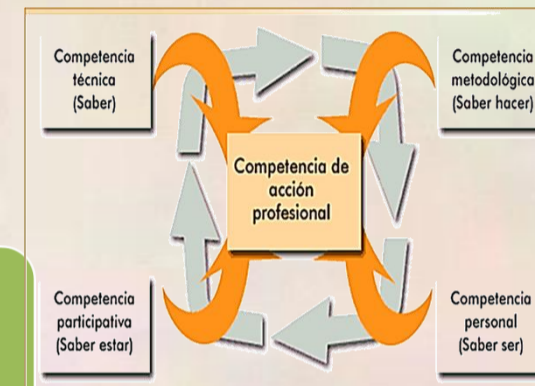 Competencia
técnica
(Saber)
Competencia
metodológica
(Saber hacer)
Competencia de
acción
profesional
Competencia
participativa
(Saber estar)
Competencia
personal
(Saber ser)